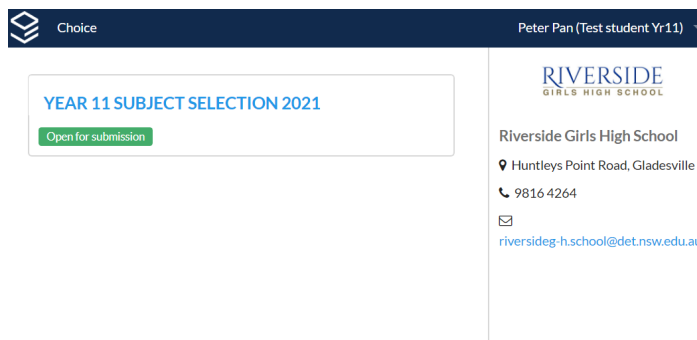 Choice
Peter Pan (Test student Yr11)
YEAR 11 SUBJECT SELECTION 2021
Open for submission
RIVERSIDE
GIRLS HIGH SCHOOL
Riverside Girls High School
Huntleys Point Road, Gladesville
9816 4264
riversideg-h.school@det.nsw.edu.au